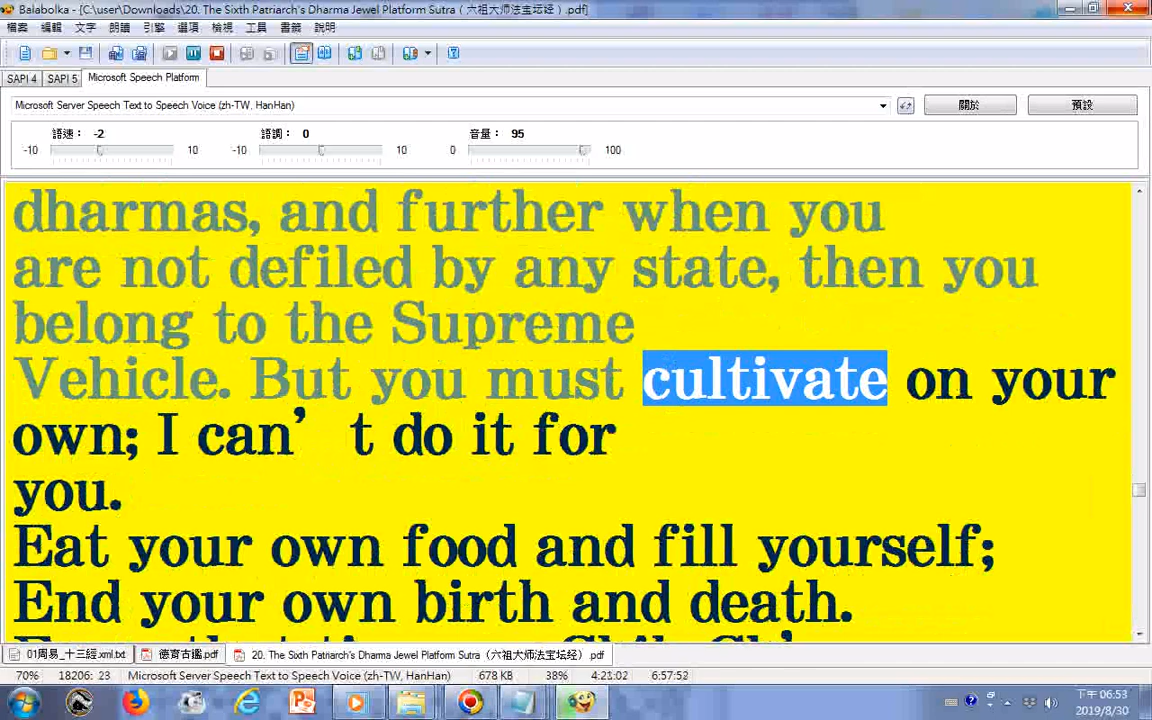 Balabolka - [C:\user\Downloads\20. The Sixth Patriarch's Dharma Jewel Platform Sutra（六祖大师法宝坛经）.pdf]
檔案 編輯 文字 朗讀 引擎 選項 檢視 工具 書籤 說明
SAPI 4 SAPI 5 Microsoft Speech Platform
Microsoft Server Speech Text to Speech Voice (zh-TW, HanHan) 關於 預設
語速： -2 語調： 0 音量： 95
-10 10 -10 10 0 100
dharmas, and further when you
are not defiled by any state, then you
belong to the Supreme
Vehicle. But you must cultivate on your
own; I can’t do it for
you.
Eat your own food and fill yourself;
End your own birth and death.
01周易_十三經.xml.txt 德育古鑑.pdf 20. The Sixth Patriarch's Dharma Jewel Platform Sutra（六祖大师法宝坛经）.pdf
70% 18206: 23 Microsoft Server Speech Text to Speech Voice (zh-TW, HanHan) 678 KB 38% 4:21:02 / 6:57:52
下午 06:53
2019/8/30